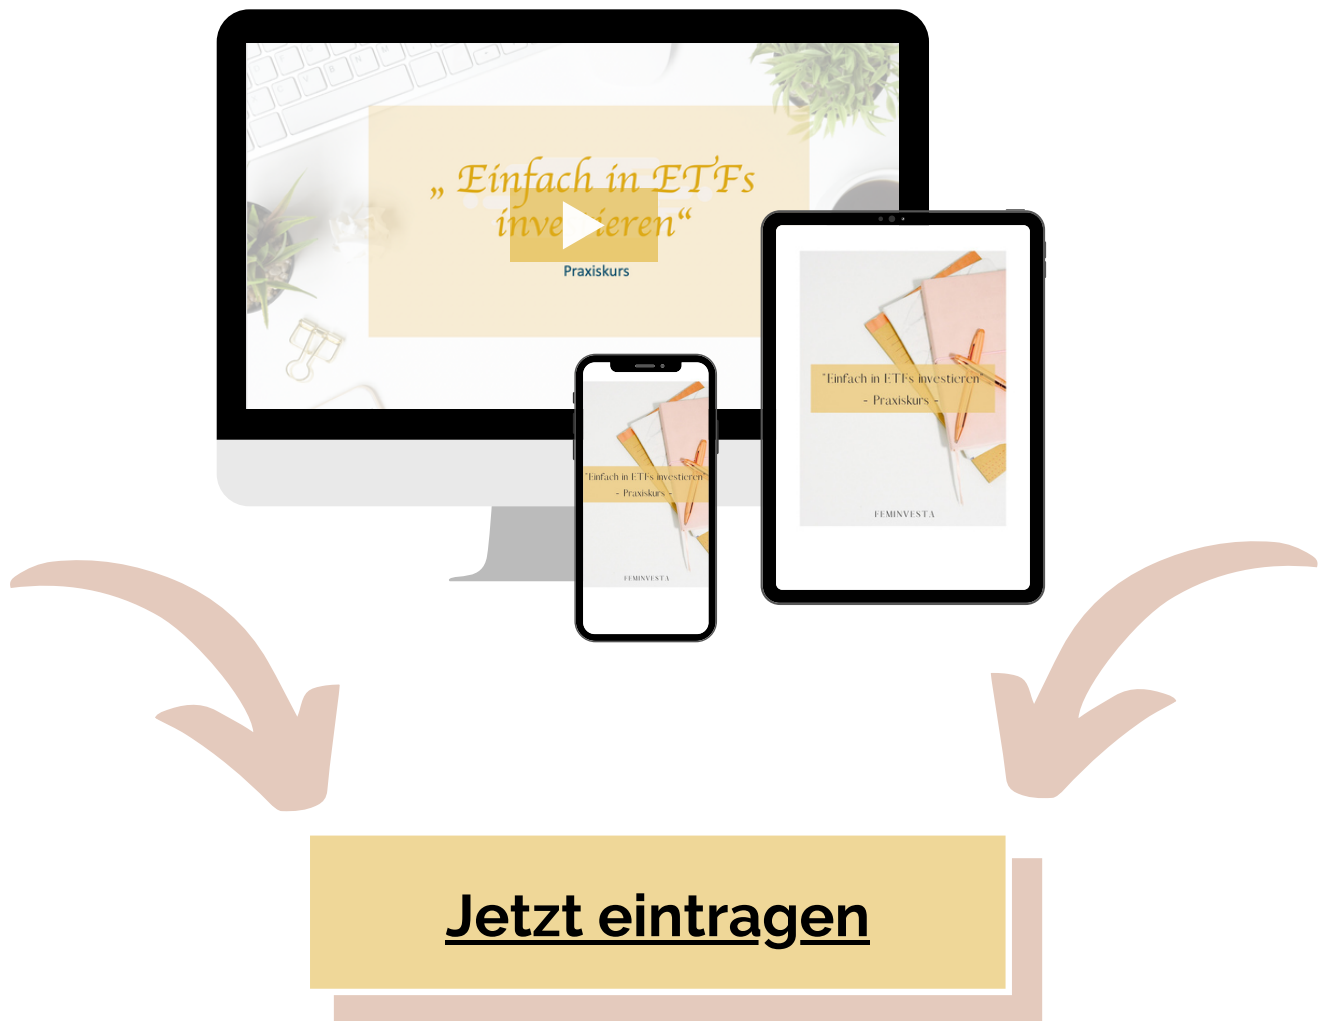 „ Einfach in ETFs
investieren“
Praxiskurs
"Einfach in ETFs investieren"
- Praxiskurs -
FEMINVESTA
"Einfach in ETFs investieren"
- Praxiskurs -
FEMINVESTA
Jetzt eintragen